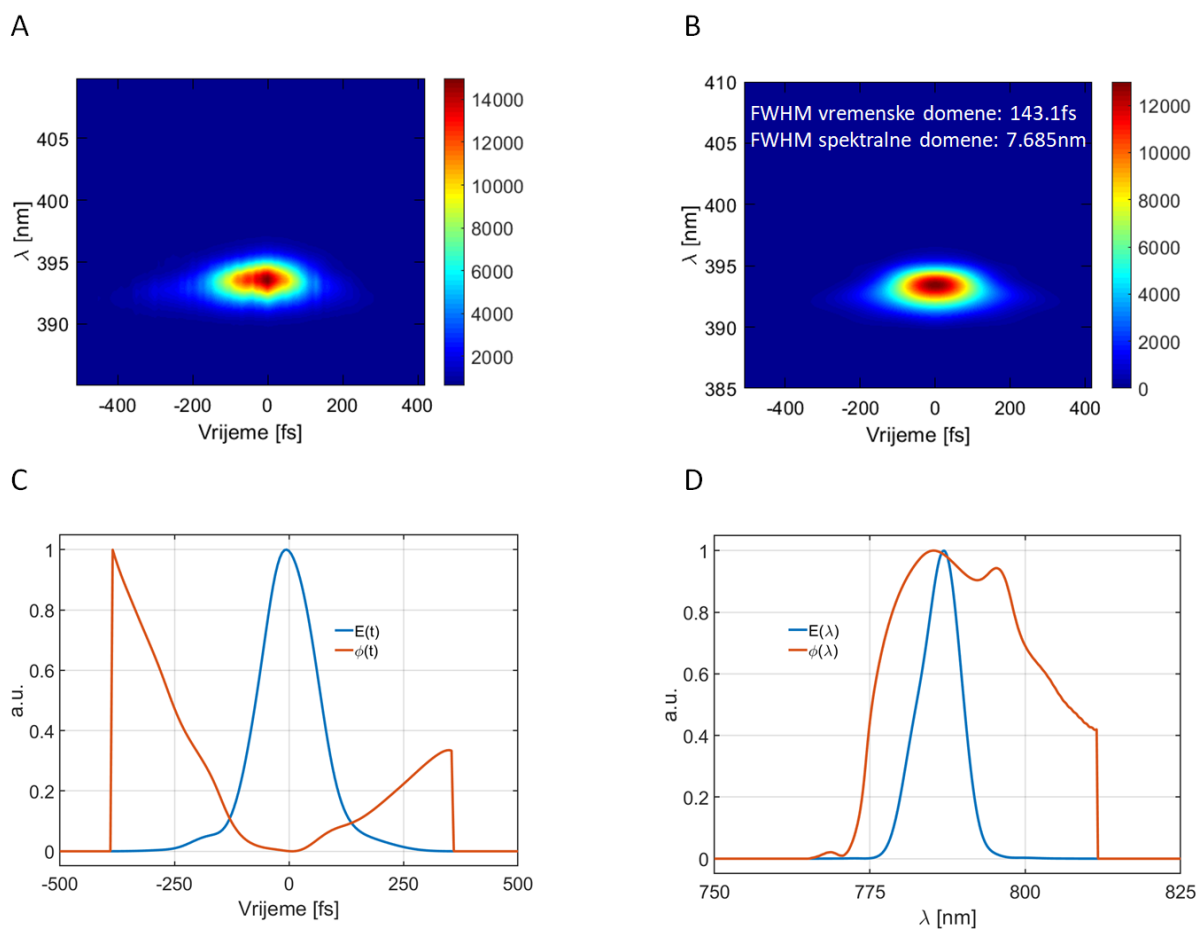 A
B
14000
12000
10000
8000
6000
4000
2000
405
400
395
390
λ [nm]
-400 -200 0 200 400
Vrijeme [fs]
FWHM vremenske domene: 143.1fs
FWHM spektralne domene: 7.685nm
410
405
400
395
390
385
λ [nm]
-400 -200 0 200 400
Vrijeme [fs]
12000
10000
8000
6000
4000
2000
0
C
D
1
0.8
0.6
0.4
0.2
0
a.u.
E(t)
ϕ(t)
-500 -250 0 250 500
Vrijeme [fs]
1
0.8
0.6
0.4
0.2
0
a.u.
E(λ)
ϕ(λ)
750 775 800 825
λ [nm]